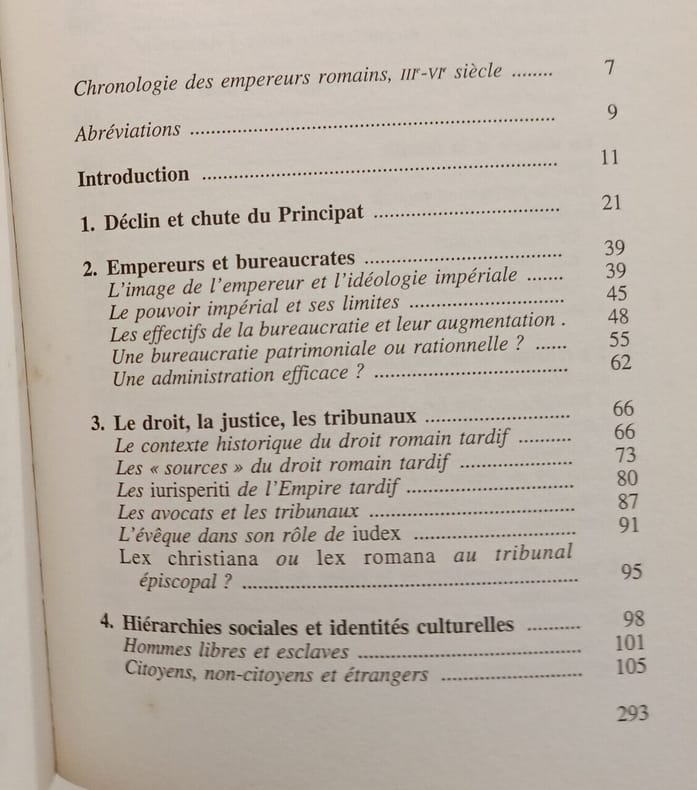 Chronologie des empereurs romains, IIIe-VIe siècle ........ 7
Abréviations ............................................................ 9
Introduction ........................................................... 11
1. Déclin et chute du Principat .............................. 21
2. Empereurs et bureaucrates ................................ 39
L'image de l'empereur et l'idéologie impériale ....... 39
Le pouvoir impérial et ses limites ......................... 45
Les effectifs de la bureaucratie et leur augmentation . 48
Une bureaucratie patrimoniale ou rationnelle ? ...... 55
Une administration efficace ? ................................ 62
3. Le droit, la justice, les tribunaux ........................ 66
Le contexte historique du droit romain tardif .......... 66
Les « sources » du droit romain tardif ................... 73
Les iurisperiti de l'Empire tardif ............................ 80
Les avocats et les tribunaux .................................. 87
L'évêque dans son rôle de iudex ........................... 91
Lex christiana ou lex romana au tribunal
épiscopal ? ........................................................ 95
4. Hiérarchies sociales et identités culturelles .......... 98
Hommes libres et esclaves ..................................... 101
Citoyens, non-citoyens et étrangers ....................... 105
293